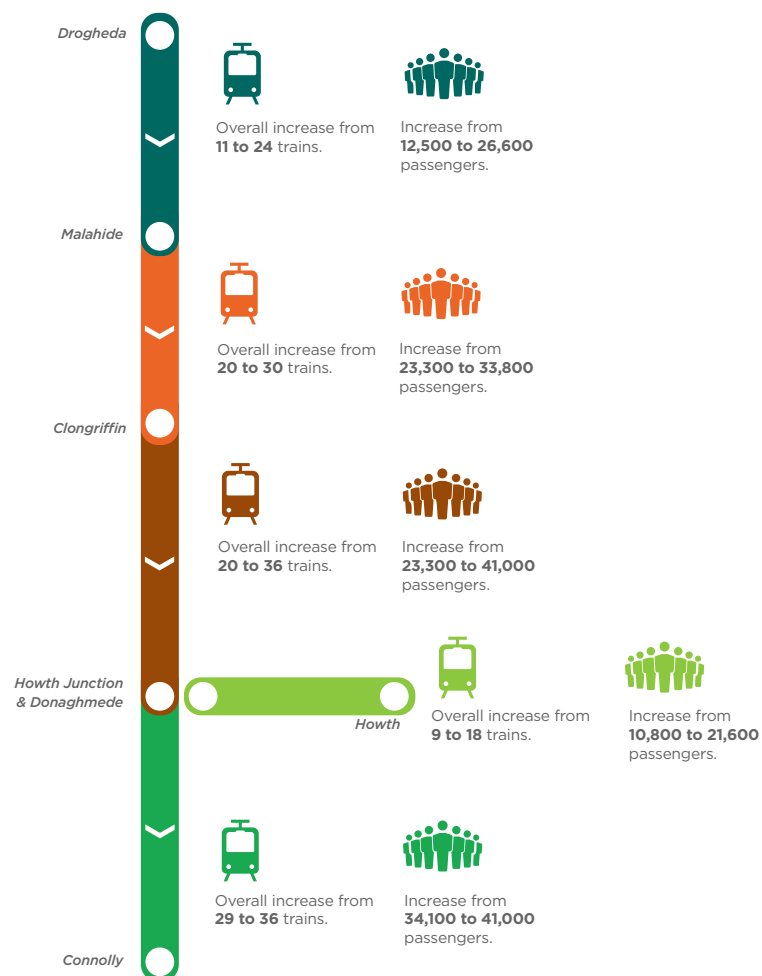 Drogheda
Overall increase from
11 to 24 trains.
Increase from
12,500 to 26,600
passengers.
Malahide
Overall increase from
20 to 30 trains.
Increase from
23,300 to 33,800
passengers.
Clongriffin
Overall increase from
20 to 36 trains.
Increase from
23,300 to 41,000
passengers.
Howth Junction
& Donaghmede
Howth
Overall increase from
9 to 18 trains.
Increase from
10,800 to 21,600
passengers.
Overall increase from
29 to 36 trains.
Increase from
34,100 to 41,000
passengers.
Connolly